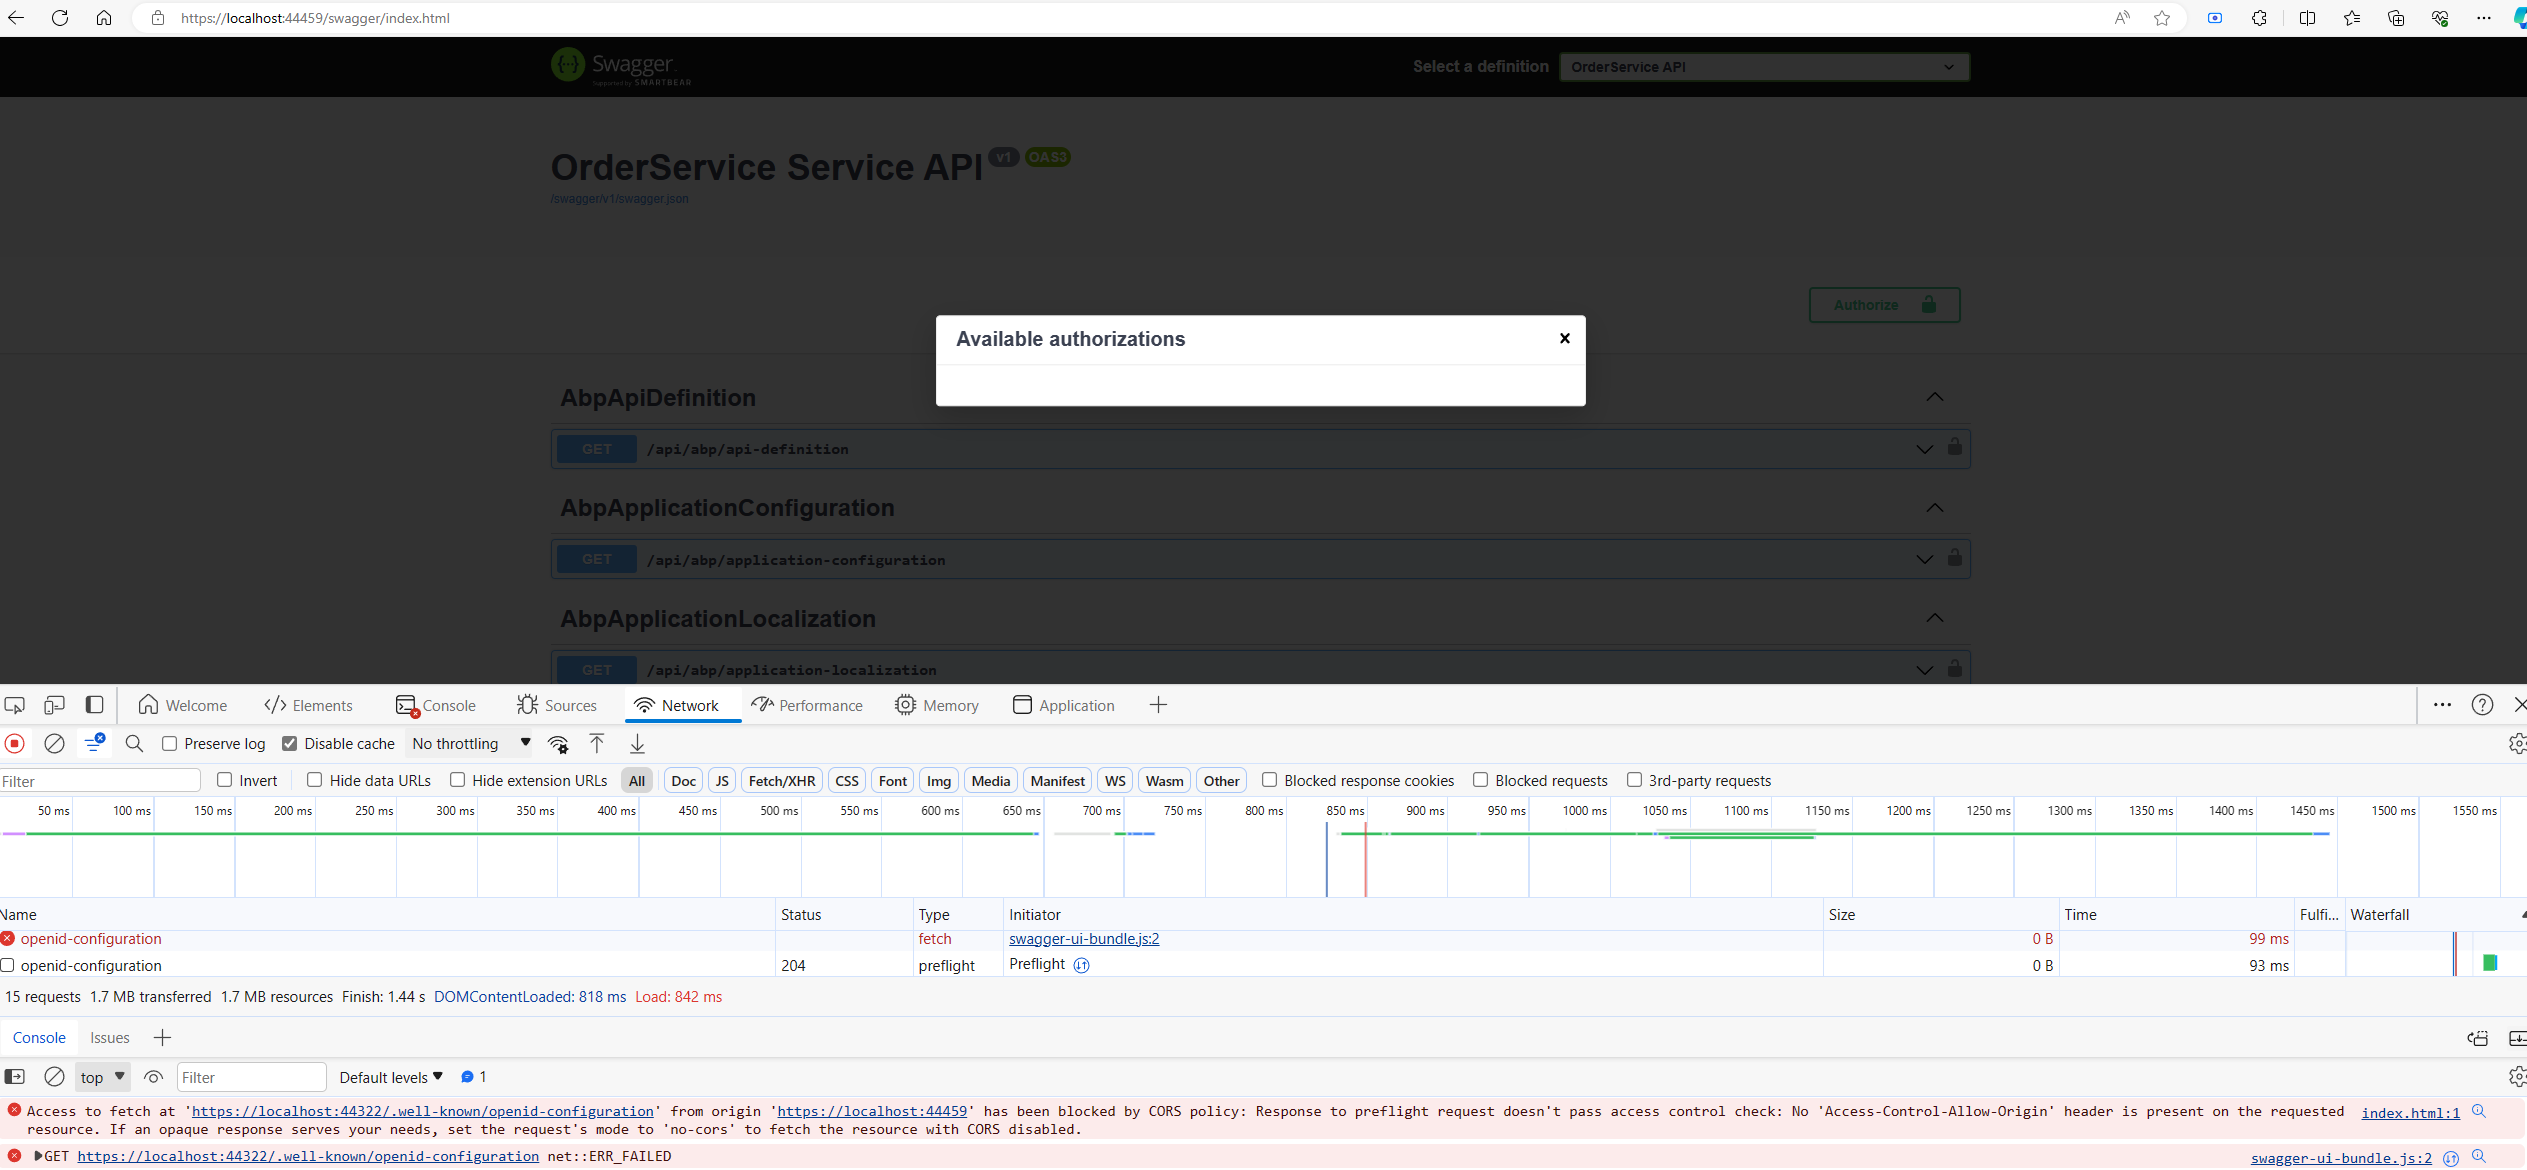 https://localhost:44459/swagger/index.html
Swagger
Supported by SMARTBEAR
Select a definition
OrderService API
OrderService Service API v1 OAS3
/swagger/v1/swagger.json
Authorize
Available authorizations
AbpApiDefinition
GET /api/abp/api-definition
AbpApplicationConfiguration
GET /api/abp/application-configuration
AbpApplicationLocalization
GET /api/abp/application-localization
Welcome Elements Console Sources Network Performance Memory Application
Preserve log Disable cache No throttling
Filter Invert Hide data URLs Hide extension URLs All Doc JS Fetch/XHR CSS Font Img Media Manifest WS Wasm Other Blocked response cookies Blocked requests 3rd-party requests
50 ms 100 ms 150 ms 200 ms 250 ms 300 ms 350 ms 400 ms 450 ms 500 ms 550 ms 600 ms 650 ms 700 ms 750 ms 800 ms 850 ms 900 ms 950 ms 1000 ms 1050 ms 1100 ms 1150 ms 1200 ms 1250 ms 1300 ms 1350 ms 1400 ms 1450 ms 1500 ms 1550 ms
Name Status Type Initiator Size Time Fulfi... Waterfall
openid-configuration fetch swagger-ui-bundle.js:2 0 B 99 ms
openid-configuration 204 preflight Preflight 0 B 93 ms
15 requests 1.7 MB transferred 1.7 MB resources Finish: 1.44 s DOMContentLoaded: 818 ms Load: 842 ms
Console Issues
top Filter Default levels 1
Access to fetch at 'https://localhost:44322/.well-known/openid-configuration' from origin 'https://localhost:44459' has been blocked by CORS policy: Response to preflight request doesn't pass access control check: No 'Access-Control-Allow-Origin' header is present on the requested index.html:1
resource. If an opaque response serves your needs, set the request's mode to 'no-cors' to fetch the resource with CORS disabled.
GET https://localhost:44322/.well-known/openid-configuration net::ERR_FAILED swagger-ui-bundle.js:2